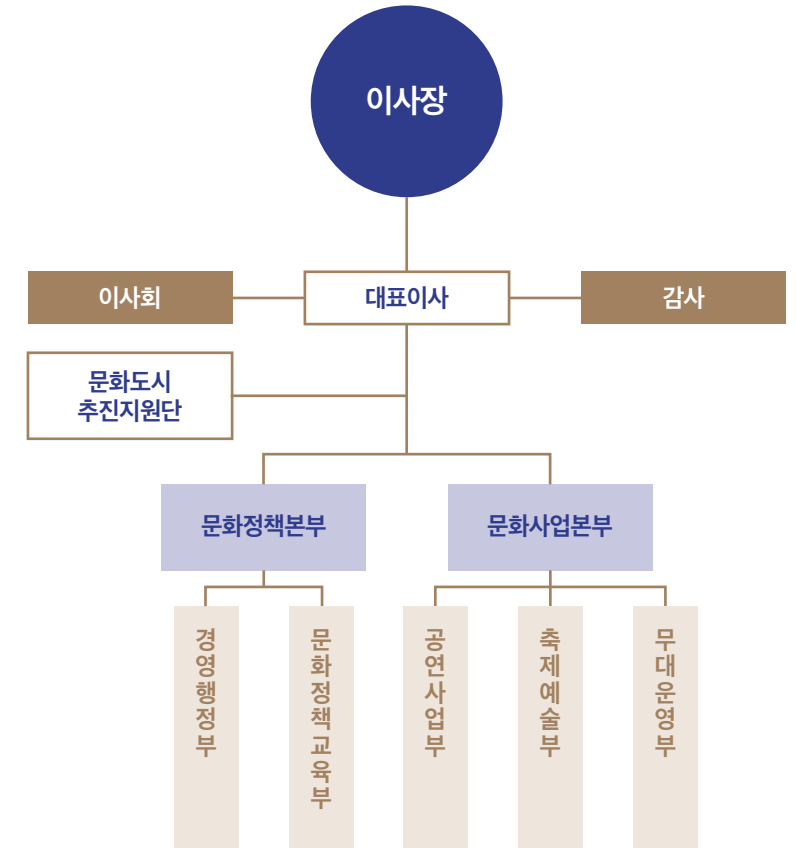 이사장
이사회
대표이사
감사
문화도시
추진지원단
문화정책본부
문화사업본부
경영행정부
문화정책교육부
공연사업부
축제예술부
무대운영부